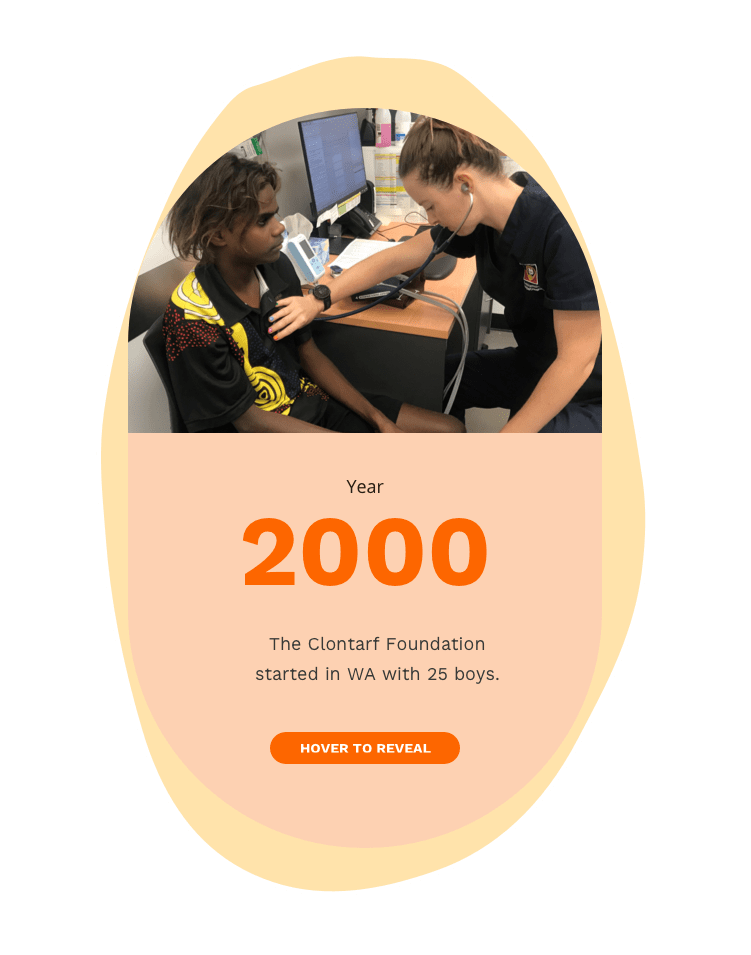 Year
2000
The Clontarf Foundation
started in WA with 25 boys.
HOVER TO REVEAL